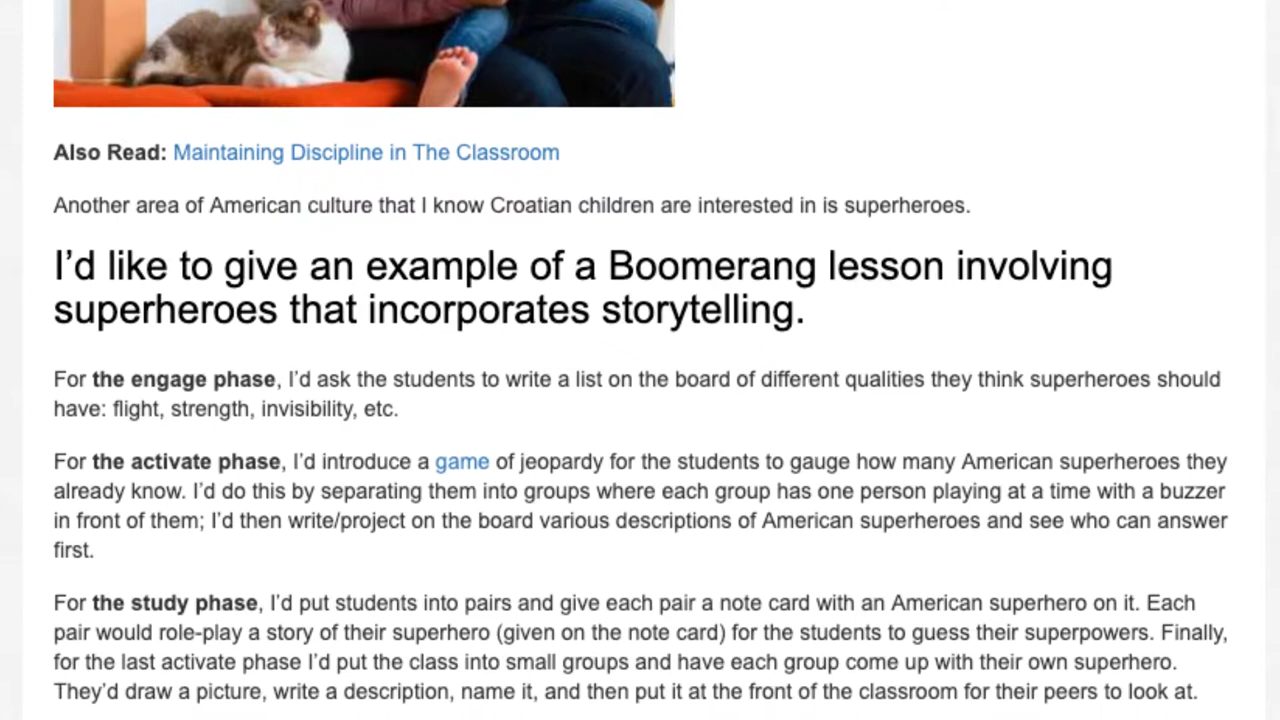 Also Read: Maintaining Discipline in The Classroom
Another area of American culture that I know Croatian children are interested in is superheroes.
I’d like to give an example of a Boomerang lesson involving
superheroes that incorporates storytelling.
For the engage phase, I’d ask the students to write a list on the board of different qualities they think superheroes should
have: flight, strength, invisibility, etc.
For the activate phase, I’d introduce a game of jeopardy for the students to gauge how many American superheroes they
already know. I’d do this by separating them into groups where each group has one person playing at a time with a buzzer
in front of them; I’d then write/project on the board various descriptions of American superheroes and see who can answer
first.
For the study phase, I’d put students into pairs and give each pair a note card with an American superhero on it. Each
pair would role-play a story of their superhero (given on the note card) for the students to guess their superpowers. Finally,
for the last activate phase I’d put the class into small groups and have each group come up with their own superhero.
They’d draw a picture, write a description, name it, and then put it at the front of the classroom for their peers to look at.